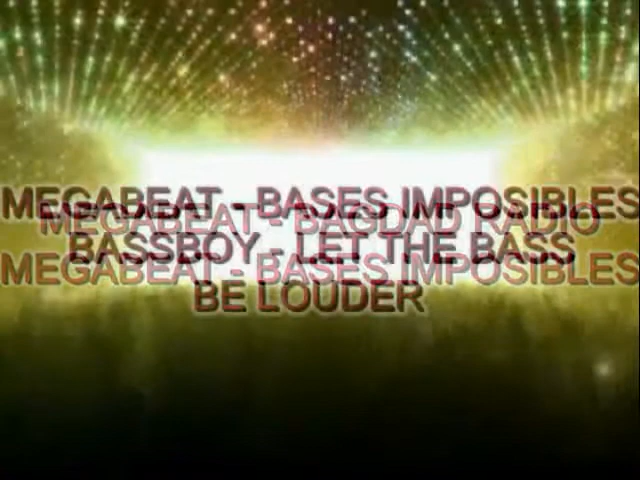 MEGABEAT - BASES IMPOSIBLES
MEGABEAT - BAGDAD RADIO
BASSBOY - LET THE BASS
MEGABEAT - BASES IMPOSIBLES
BE LOUDER